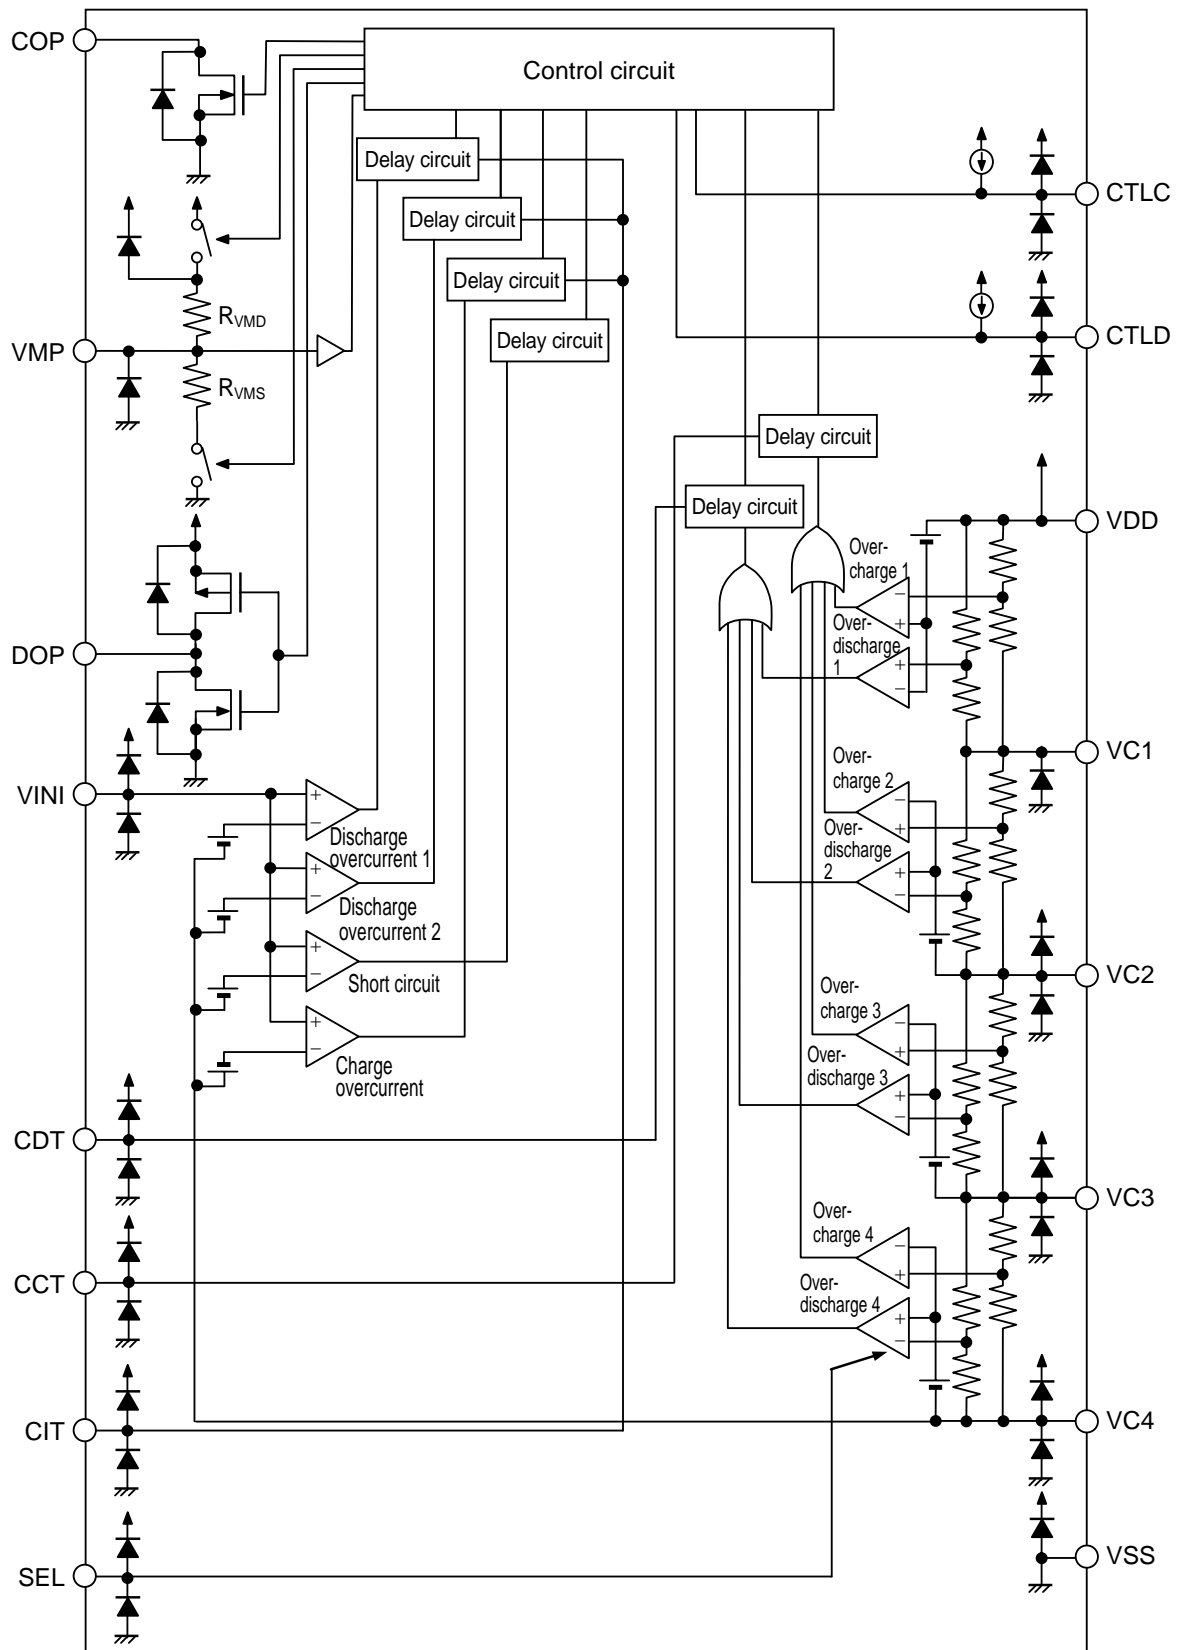 COP
Control circuit
Delay circuit
CTLC
Delay circuit
Delay circuit
RVMD
Delay circuit
CTLD
VMP
RVMS
Delay circuit
Delay circuit
VDD
Over-
charge 1
Over-
discharge
1
DOP
VC1
VINI
Over-
charge 2
Discharge
overcurrent 1
Over-
discharge
2
Discharge
overcurrent 2
Short circuit
VC2
Over-
charge 3
Charge
overcurrent
Over-
discharge 3
CDT
VC3
Over-
charge 4
CCT
Over-
discharge 4
CIT
VC4
SEL
VSS
+
−
+
−
+
−
+
−
−
+
+
−
−
+
+
−
−
+
+
−
−
+
+
−